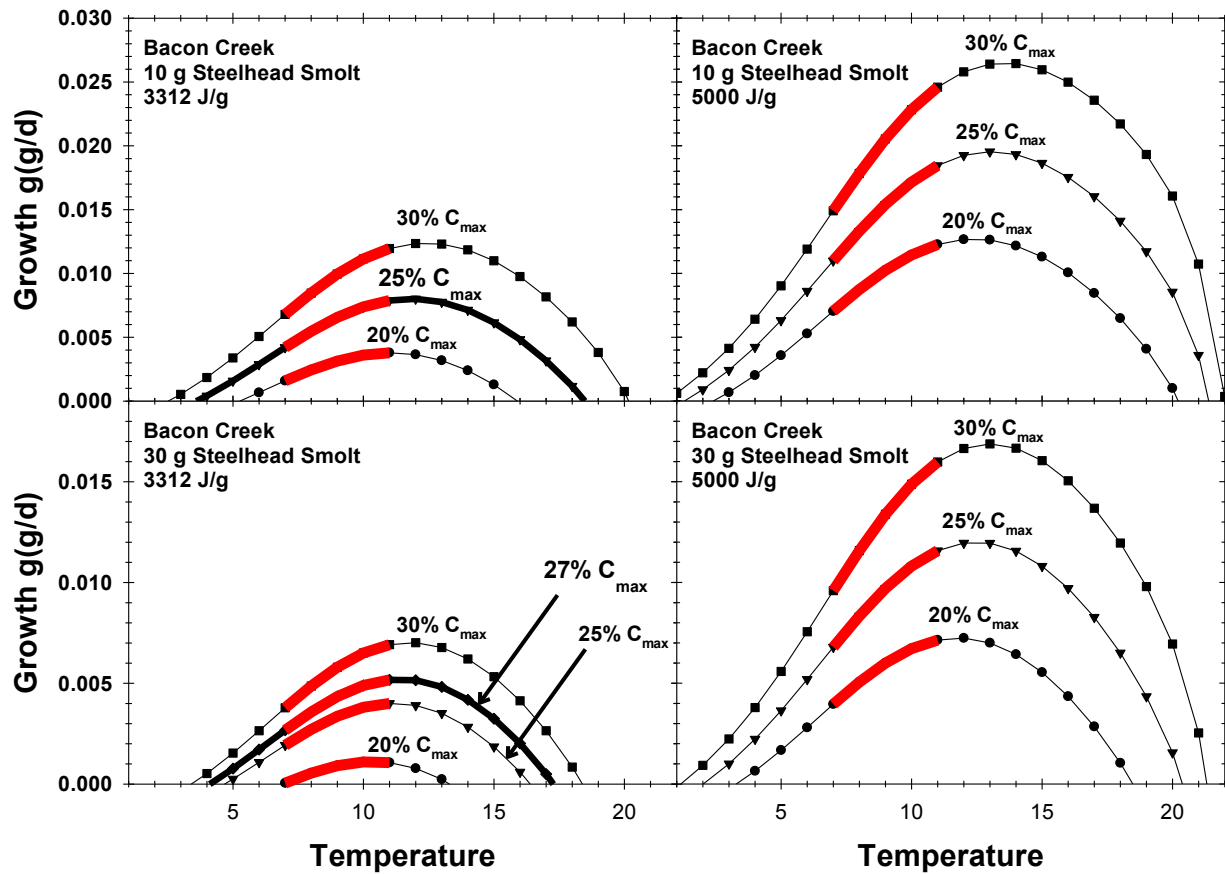 Bacon Creek
10 g Steelhead Smolt
3312 J/g
30% Cmax
25% Cmax
20% Cmax
Bacon Creek
10 g Steelhead Smolt
5000 J/g
30% Cmax
25% Cmax
20% Cmax
0.030
0.025
0.020
0.015
0.010
0.005
0.000
Growth g(g/d)
Bacon Creek
30 g Steelhead Smolt
3312 J/g
27% Cmax
30% Cmax
25% Cmax
20% Cmax
Bacon Creek
30 g Steelhead Smolt
5000 J/g
30% Cmax
25% Cmax
20% Cmax
0.015
0.010
0.005
0.000
Growth g(g/d)
5 10 15 20
5 10 15 20
Temperature
Temperature